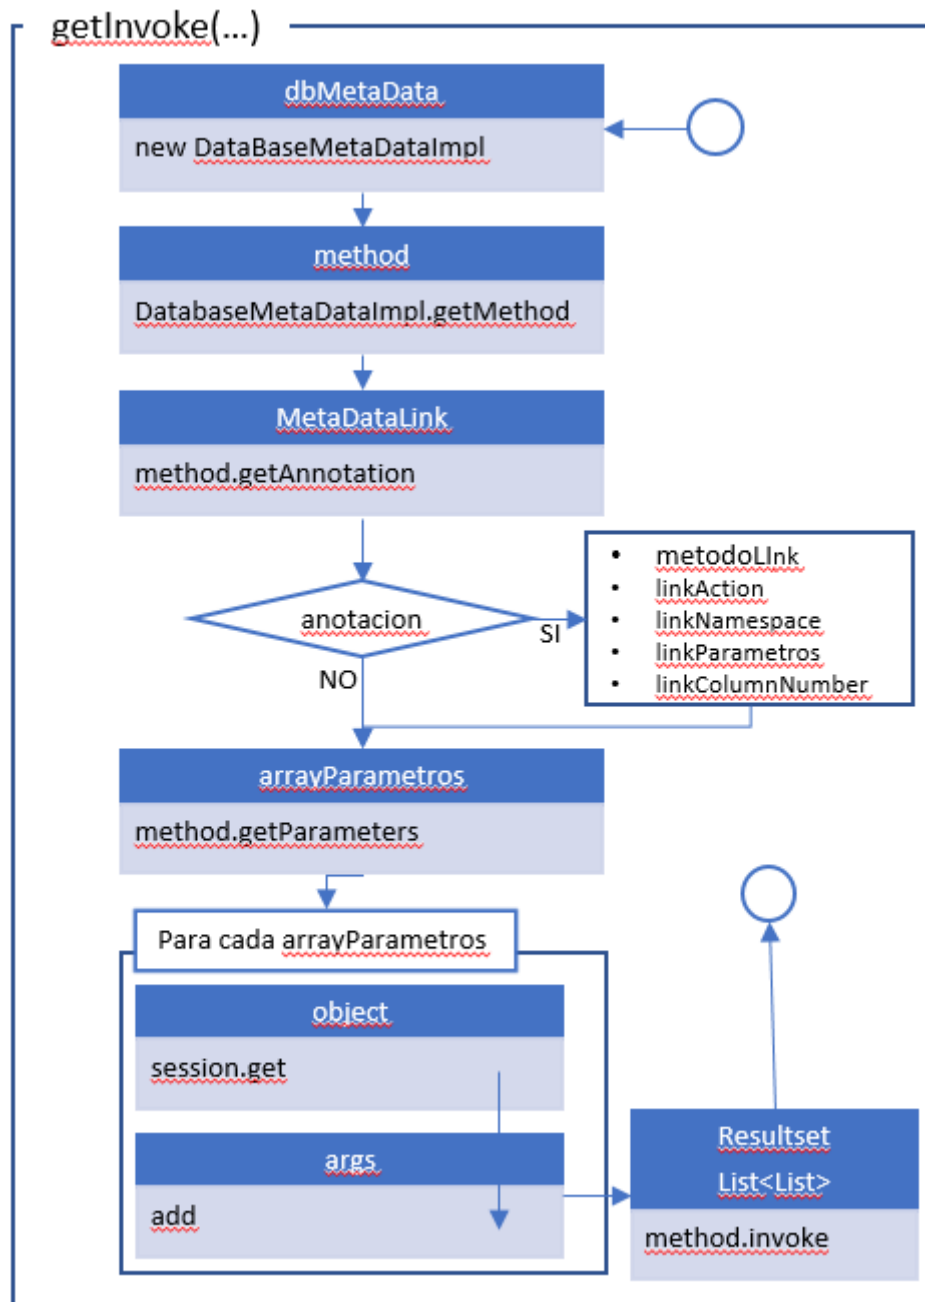 getInvoke(...)
dbMetaData
new DataBaseMetaDataImpl
method
DatabaseMetaDataImpl.getMethod
MetaDataLink
method.getAnnotation
anotacion
SI
NO
• metodoLInk
• linkAction
• linkNamespace
• linkParametros
• linkColumnNumber
arrayParametros
method.getParameters
Para cada arrayParametros
object
session.get
args
add
Resultset
List<List>
method.invoke